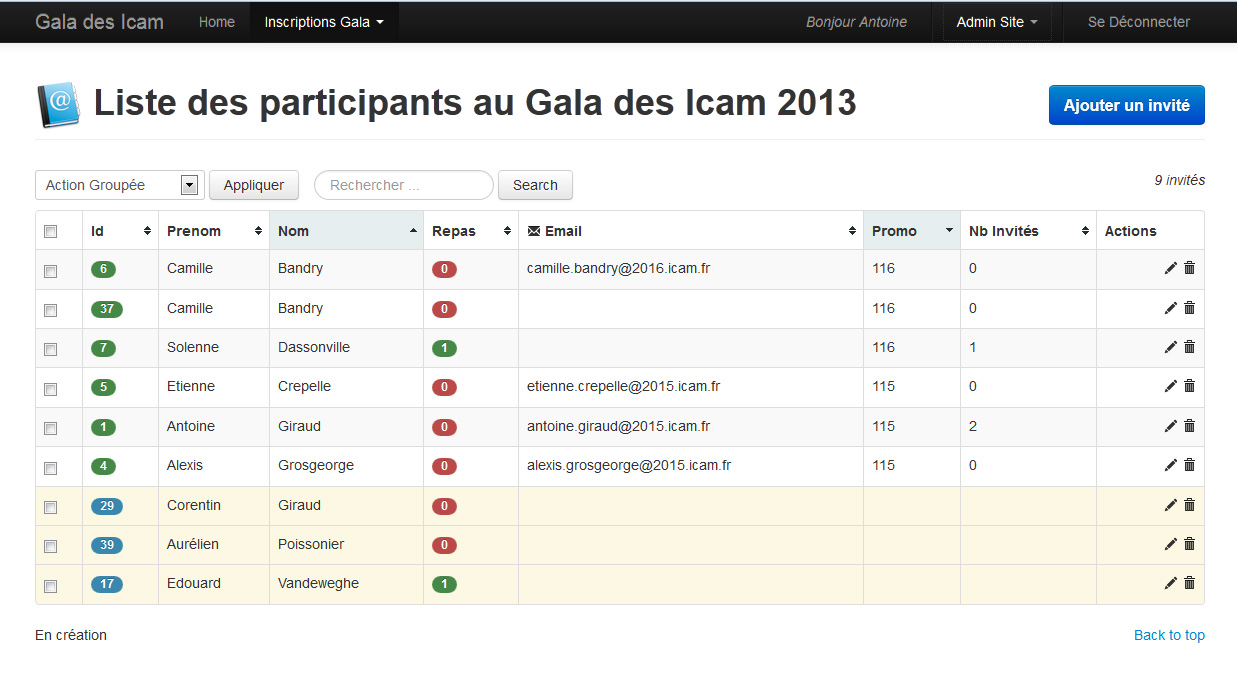 Gala des Icam Home Inscriptions Gala Bonjour Antoine Admin Site Se Déconnecter
@ Liste des participants au Gala des Icam 2013 Ajouter un invité
Action Groupée Appliquer Rechercher ... Search 9 invités
Id Prenom Nom Repas Email Promo Nb Invités Actions
6 Camille Bandry 0 camille.bandry@2016.icam.fr 116 0
37 Camille Bandry 0 116 0
7 Solenne Dassonville 1 116 1
5 Etienne Crepelle 0 etienne.crepelle@2015.icam.fr 115 0
1 Antoine Giraud 0 antoine.giraud@2015.icam.fr 115 2
4 Alexis Grosgeorge 0 alexis.grosgeorge@2015.icam.fr 115 0
29 Corentin Giraud 0
39 Aurélien Poissonier 0
17 Edouard Vandeweghe 1
En création Back to top